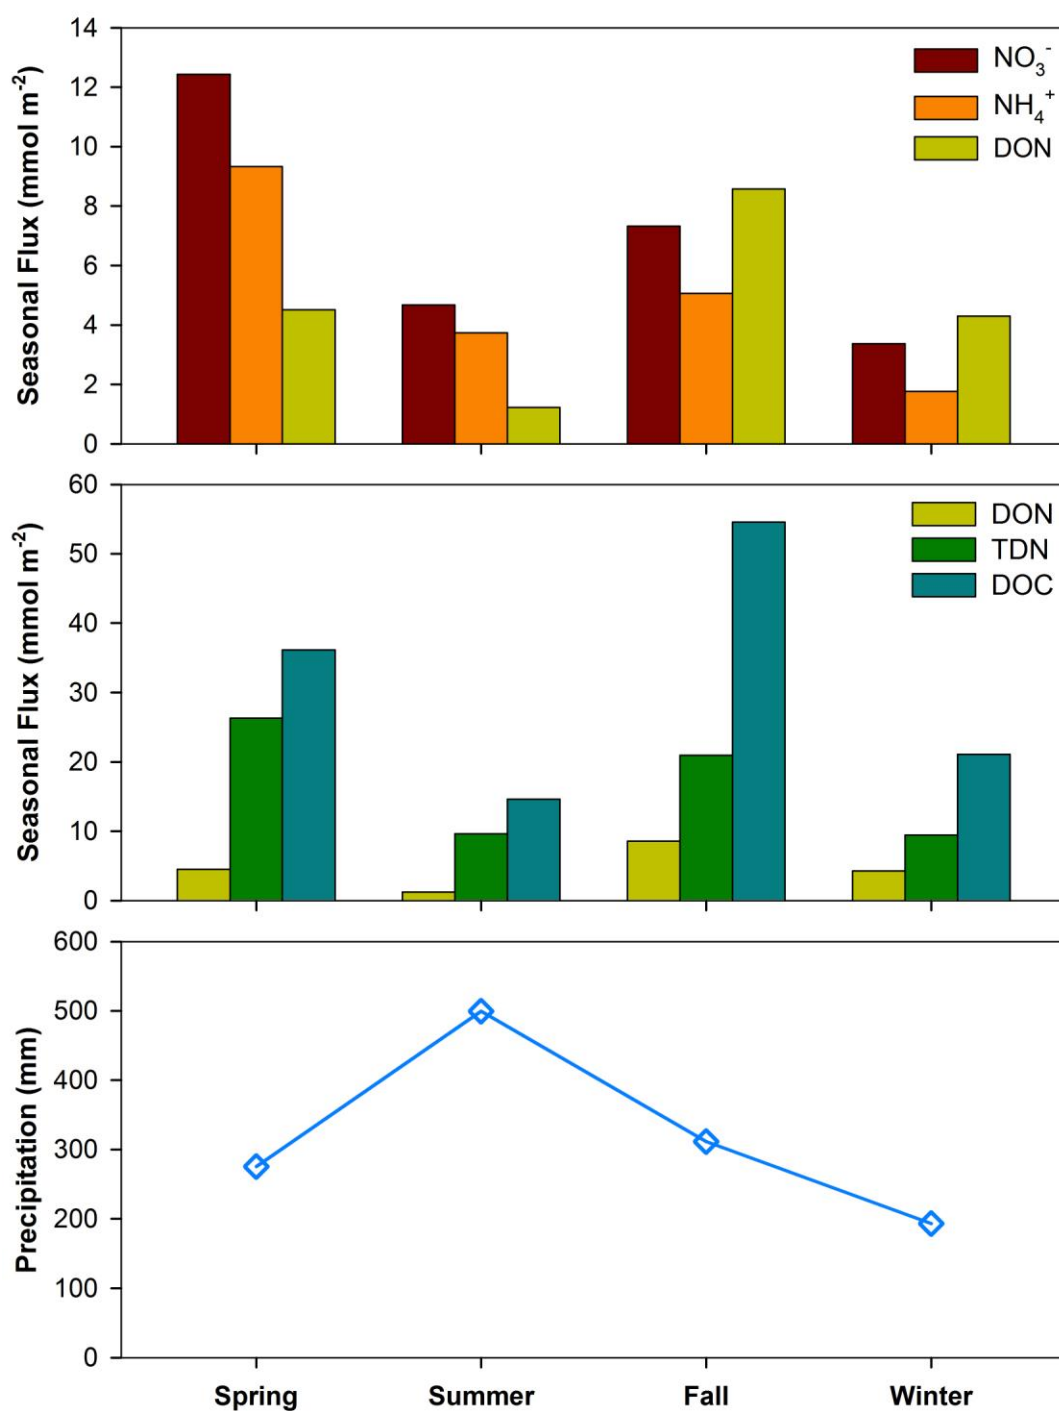 Seasonal Flux (mmol m⁻²)
14
12
10
8
6
4
2
0
NO₃⁻
NH₄⁺
DON
Seasonal Flux (mmol m⁻²)
60
50
40
30
20
10
0
DON
TDN
DOC
Precipitation (mm)
600
500
400
300
200
100
0
Spring Summer Fall Winter